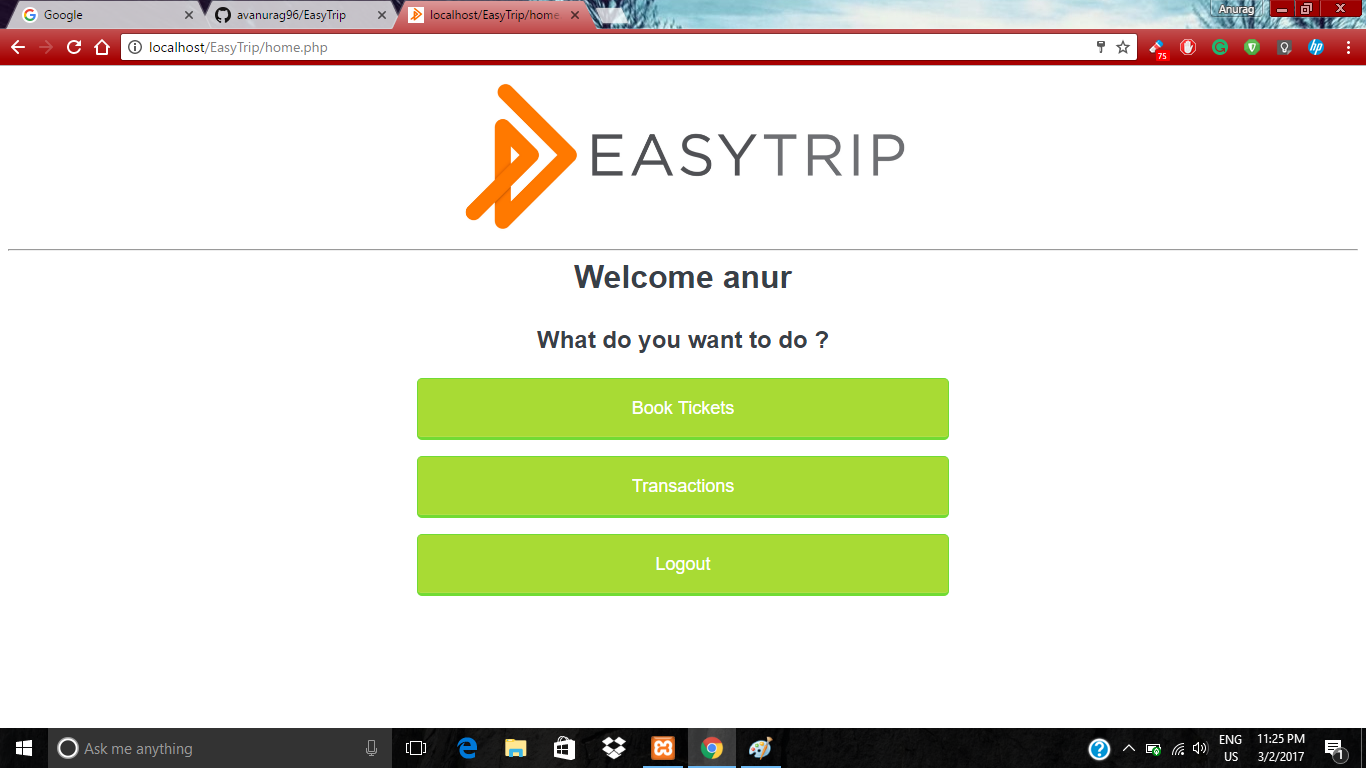 Google
avanurag96/EasyTrip
localhost/EasyTrip/home
Anurag
localhost/EasyTrip/home.php
75
hp
EASYTRIP
Welcome anur
What do you want to do ?
Book Tickets
Transactions
Logout
Ask me anything
ENG
US
11:25 PM
3/2/2017
1